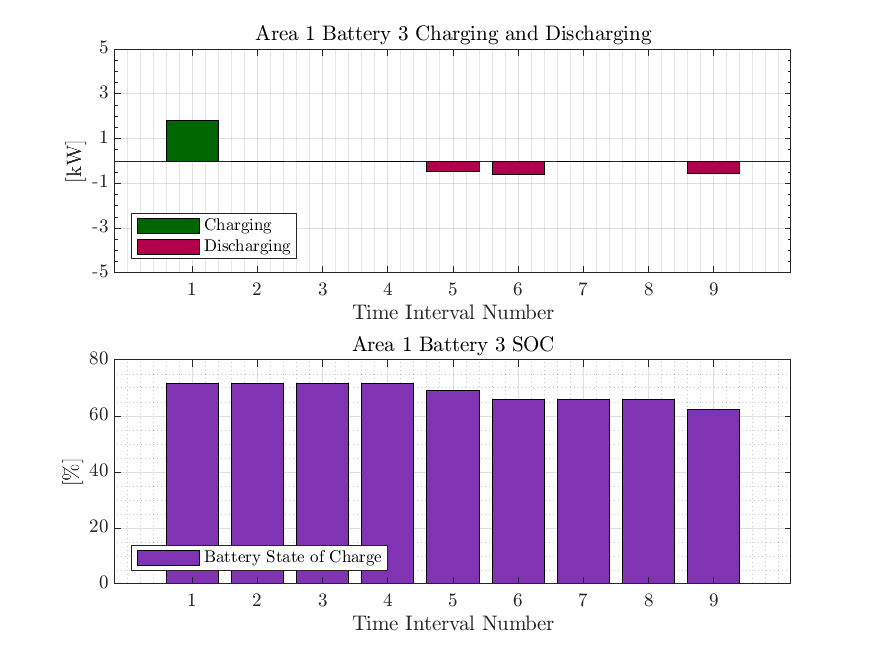 Area 1 Battery 3 Charging and Discharging
5
3
1
-1
-3
-5
[kW]
Charging
Discharging
1 2 3 4 5 6 7 8 9
Time Interval Number
Area 1 Battery 3 SOC
80
60
40
20
0
[%]
Battery State of Charge
1 2 3 4 5 6 7 8 9
Time Interval Number